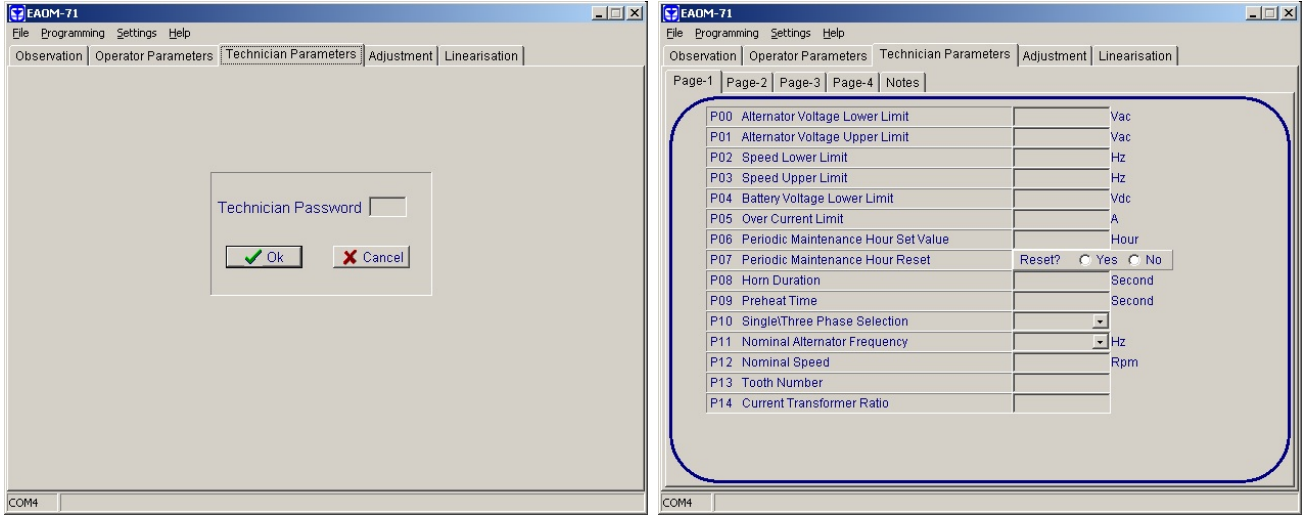 EAOM-71
File Programming Settings Help
Observation Operator Parameters Technician Parameters Adjustment Linearisation
Technician Password
Ok Cancel
COM4
EAOM-71
File Programming Settings Help
Observation Operator Parameters Technician Parameters Adjustment Linearisation
Page-1 Page-2 Page-3 Page-4 Notes
P00 Alternator Voltage Lower Limit Vac
P01 Alternator Voltage Upper Limit Vac
P02 Speed Lower Limit Hz
P03 Speed Upper Limit Hz
P04 Battery Voltage Lower Limit Vdc
P05 Over Current Limit A
P06 Periodic Maintenance Hour Set Value Hour
P07 Periodic Maintenance Hour Reset Reset? Yes No
P08 Horn Duration Second
P09 Preheat Time Second
P10 Single\Three Phase Selection
P11 Nominal Alternator Frequency Hz
P12 Nominal Speed Rpm
P13 Tooth Number
P14 Current Transformer Ratio
COM4